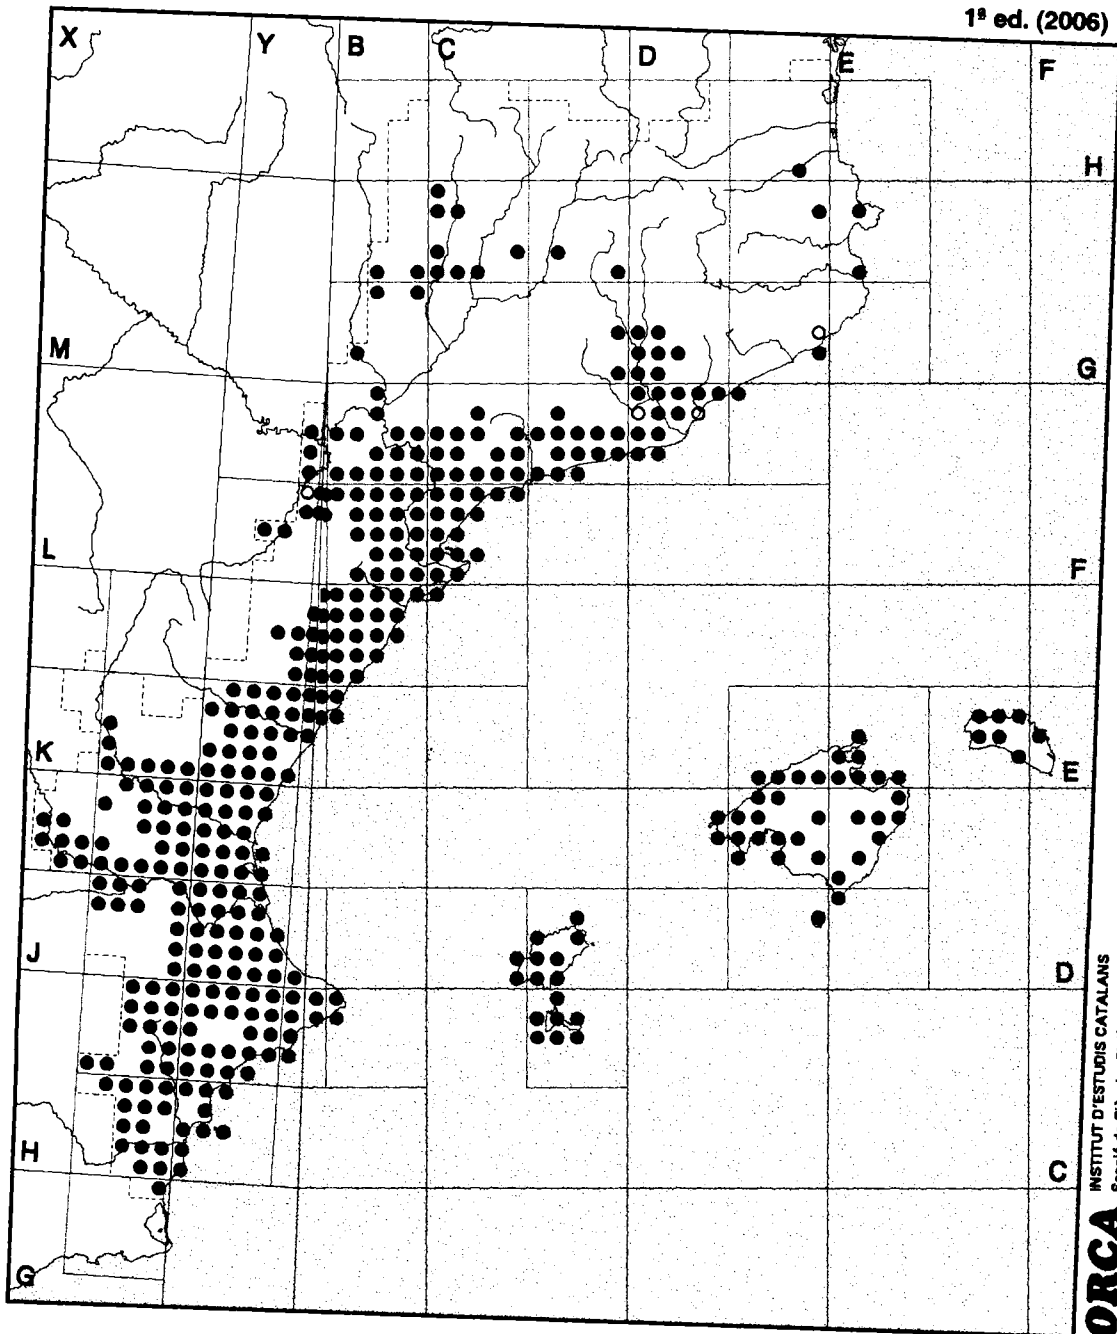 1ª ed. (2006)
X Y B C D E F
H
M G
L F
K E
J D
H C
G
ORCA
INSTITUT D'ESTUDIS CATALANS